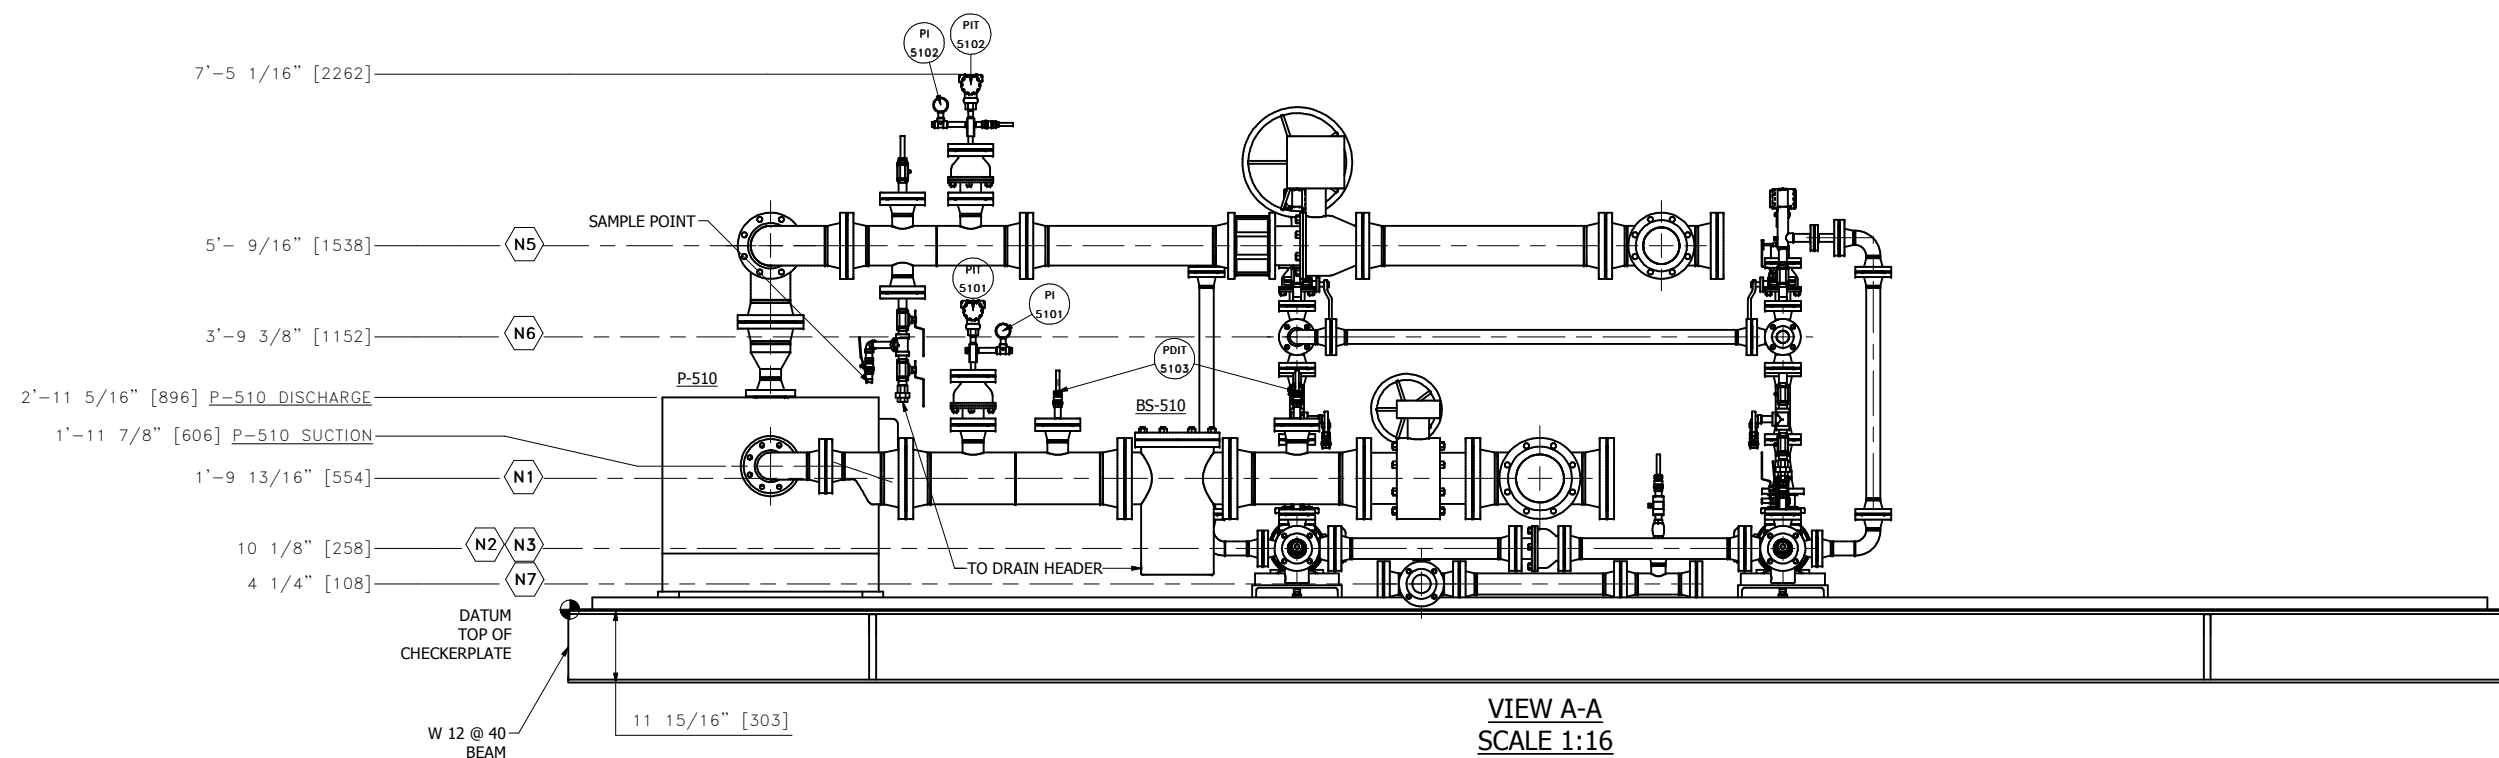 PI
5102
PIT
5102
7'-5 1/16" [2262]
SAMPLE POINT
5'- 9/16" [1538]
N5
PIT
5101
PI
5101
3'-9 3/8" [1152]
N6
PDIT
5103
P-510
2'-11 5/16" [896] P-510 DISCHARGE
BS-510
1'-11 7/8" [606] P-510 SUCTION
1'-9 13/16" [554]
N1
10 1/8" [258]
N2 N3
TO DRAIN HEADER
4 1/4" [108]
N7
DATUM
TOP OF
CHECKERPLATE
11 15/16" [303]
W 12 @ 40
BEAM
VIEW A-A
SCALE 1:16